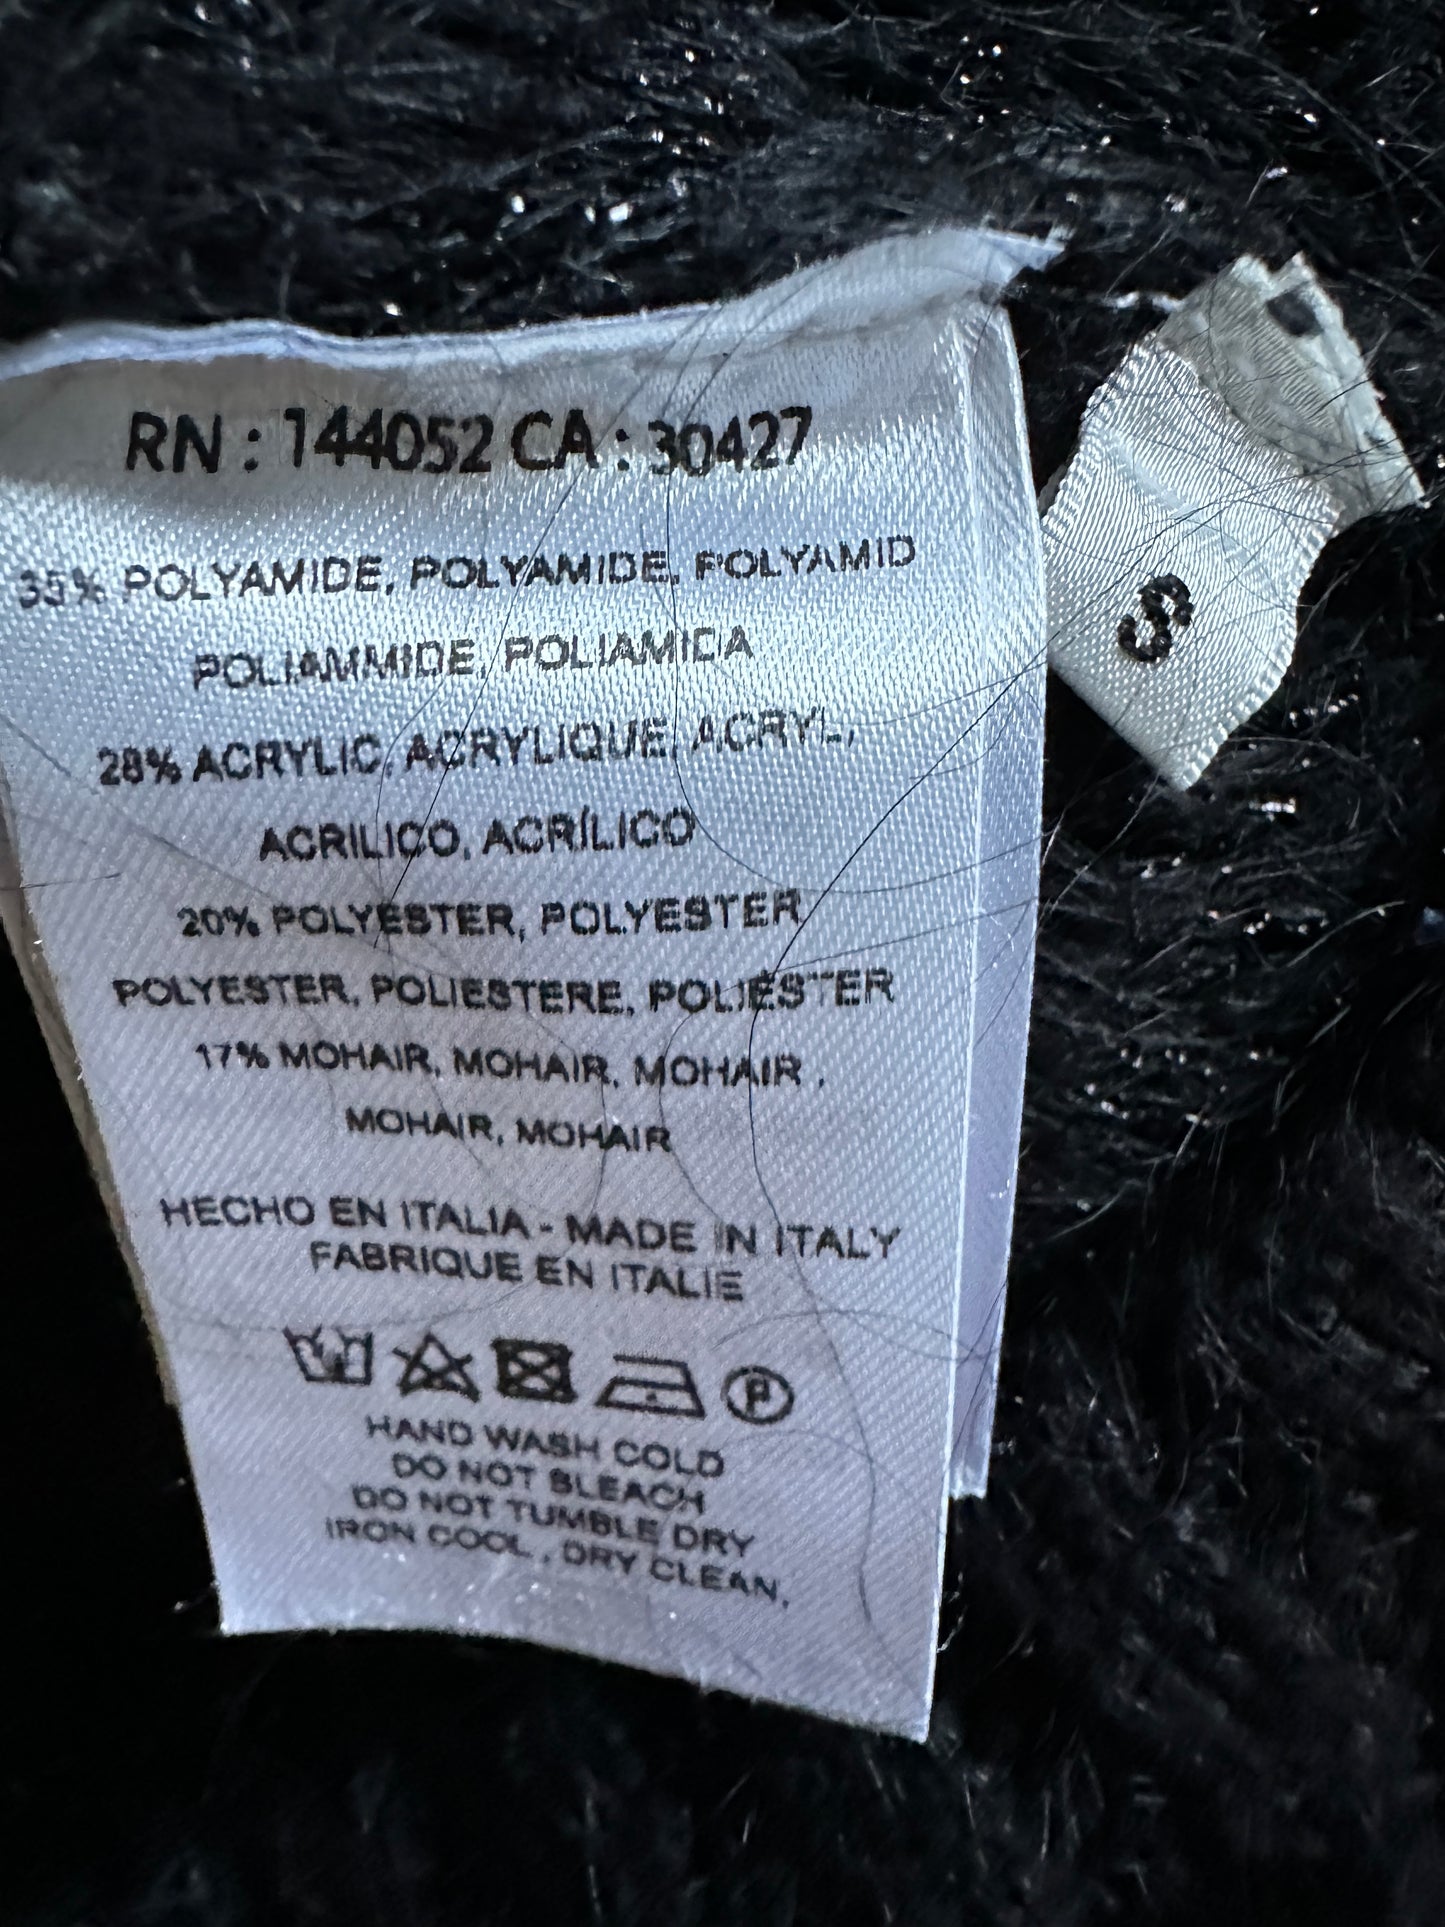 RN : 144052 CA : 30427
35% POLYAMIDE, POLYAMIDE, POLYAMID
POLIAMMIDE, POLIAMIDA
28% ACRYLIC, ACRYLIQUE, ACRYL,
ACRILICO, ACRÍLICO
20% POLYESTER, POLYESTER
POLYESTER, POLIESTERE, POLIÉSTER
17% MOHAIR, MOHAIR, MOHAIR ,
MOHAIR, MOHAIR
HECHO EN ITALIA - MADE IN ITALY
FABRIQUE EN ITALIE
P
HAND WASH COLD
DO NOT BLEACH
DO NOT TUMBLE DRY
IRON COOL , DRY CLEAN,
S